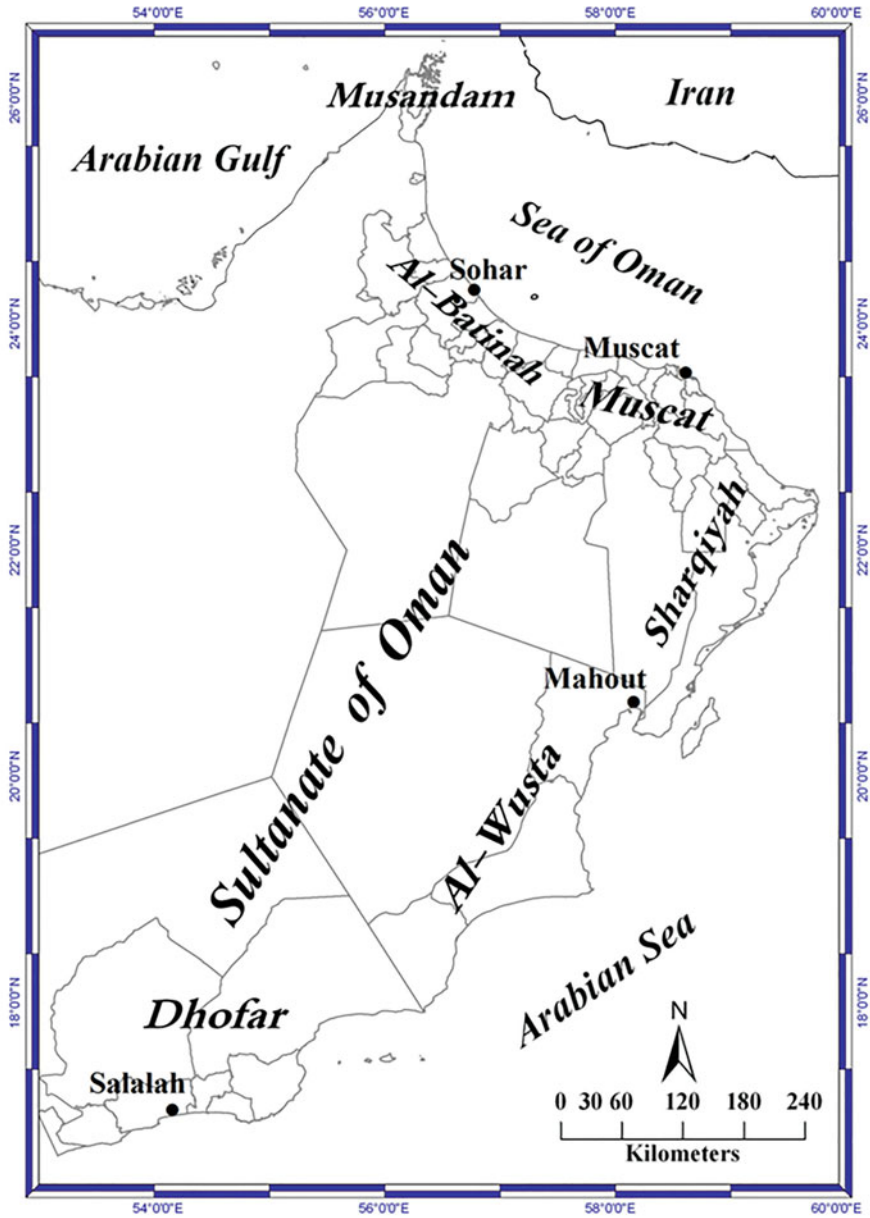 54°0'0"E 56°0'0"E 58°0'0"E 60°0'0"E
26°0'0"N
26°0'0"N
Musandam
Iran
Arabian Gulf
Sea of Oman
Sohar
Al-Batinah
24°0'0"N
24°0'0"N
Muscat
Muscat
22°0'0"N
22°0'0"N
Sharqiyah
Sultanate of Oman
Mahout
20°0'0"N
20°0'0"N
Al-Wusta
Arabian Sea
18°0'0"N
18°0'0"N
Dhofar
N
Salalah
0 30 60 120 180 240
Kilometers
54°0'0"E 56°0'0"E 58°0'0"E 60°0'0"E